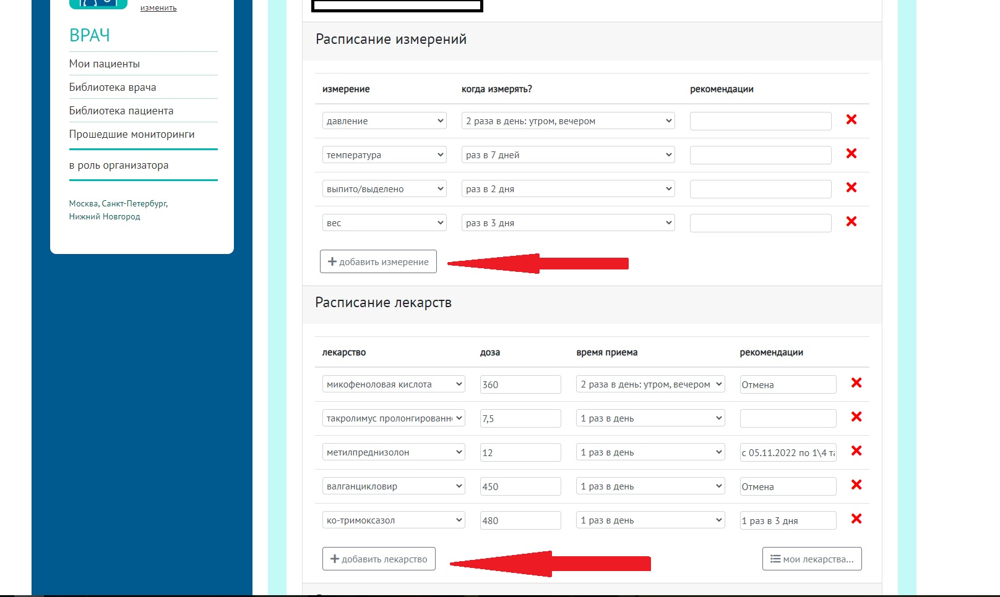 изменить
ВРАЧ
Мои пациенты
Библиотека врача
Библиотека пациента
Прошедшие мониторинги
в роль организатора
Москва, Санкт-Петербург,
Нижний Новгород
Расписание измерений
измерение когда измерять? рекомендации
давление 2 раза в день: утром, вечером
температура раз в 7 дней
выпито/выделено раз в 2 дня
вес раз в 3 дня
добавить измерение
Расписание лекарств
лекарство доза время приема рекомендации
микофеноловая кислота 360 2 раза в день: утром, вечером Отмена
такролимус 7,5 1 раз в день
метилпреднизолон 12 1 раз в день с 05.11.2022 по 1\4
валганцикловир 450 1 раз в день Отмена
ко-тримоксазол 480 1 раз в день 1 раз в 3 дня
добавить лекарство мои лекарства...